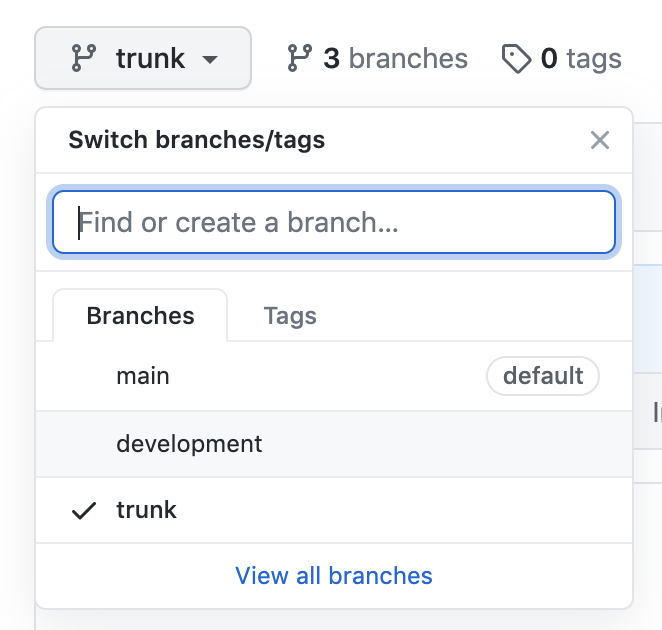 trunk 3 branches 0 tags
Switch branches/tags
Find or create a branch...
Branches Tags
main default
development
trunk
View all branches